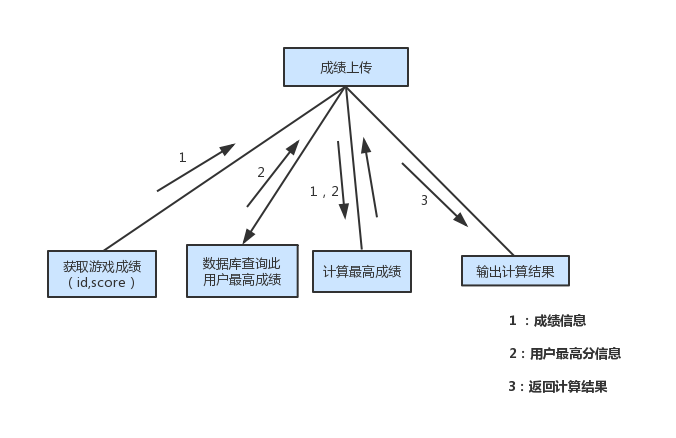 成绩上传
1
2
1，2
3
获取游戏成绩
（id,score）
数据库查询此
用户最高成绩
计算最高成绩
输出计算结果
1 ：成绩信息
2：用户最高分信息
3：返回计算结果